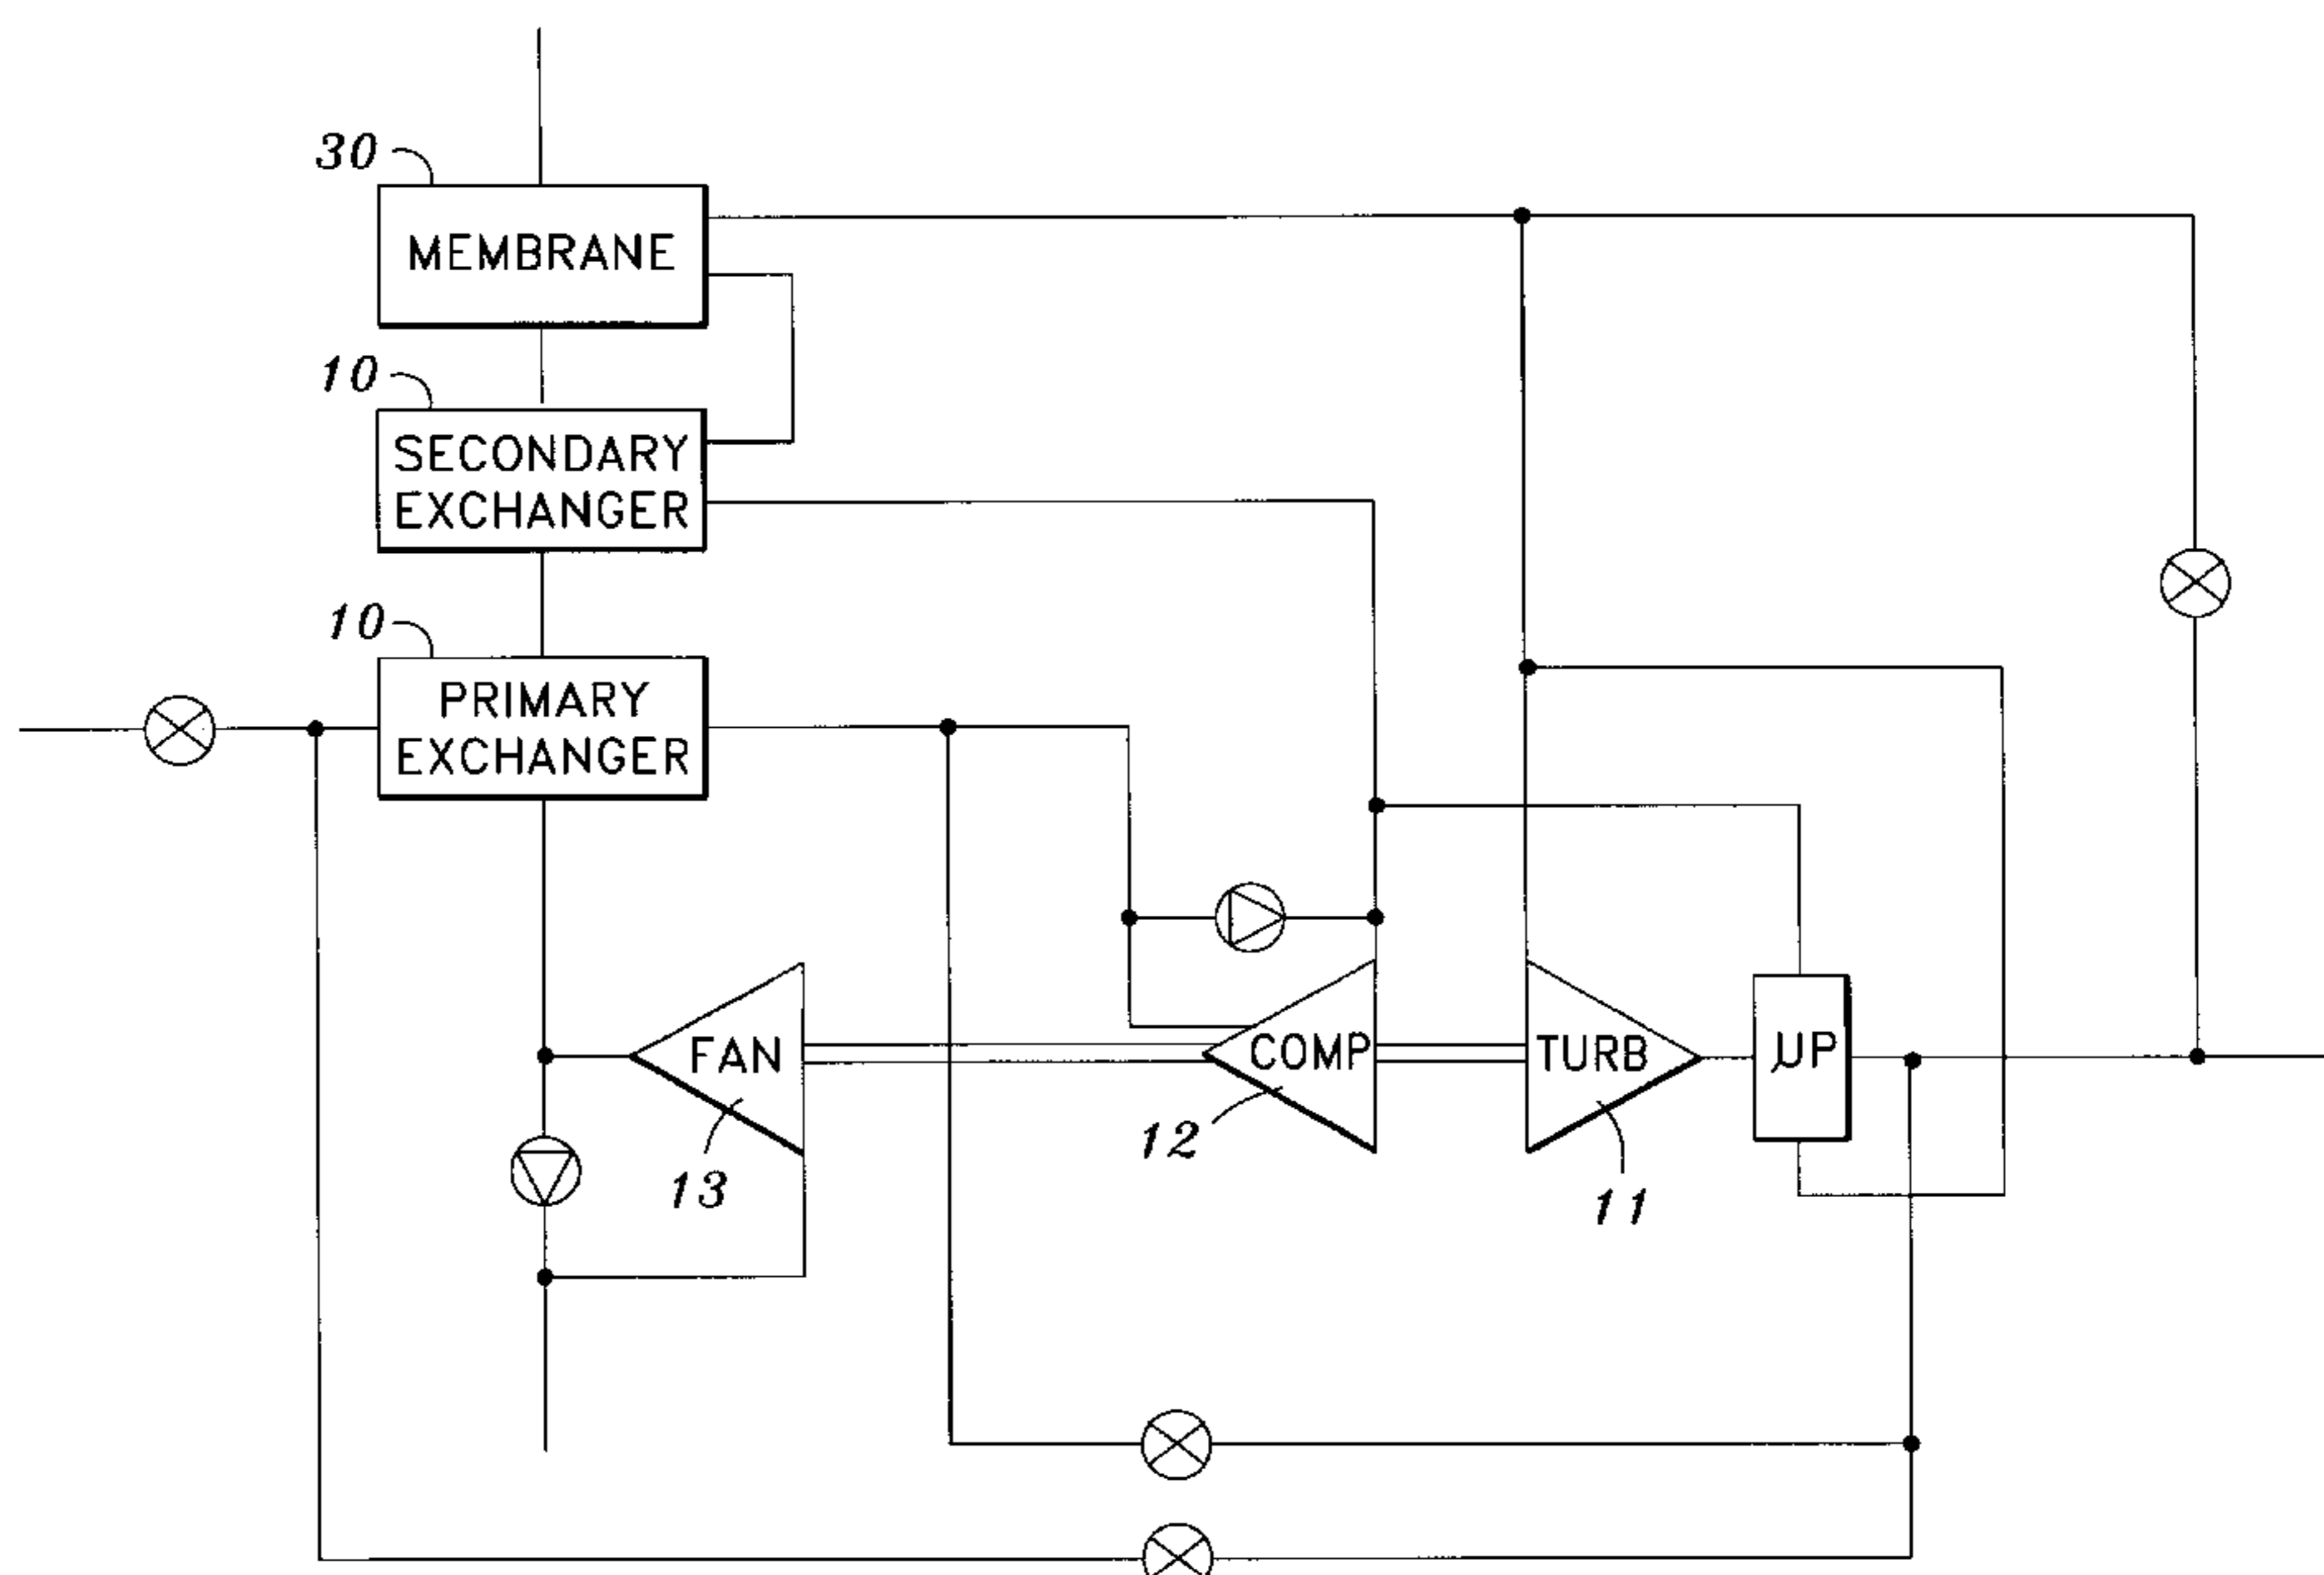 30
MEMBRANE
10
SECONDARY
EXCHANGER
10
PRIMARY
EXCHANGER
FAN
COMP
TURB
μP
12
13
11